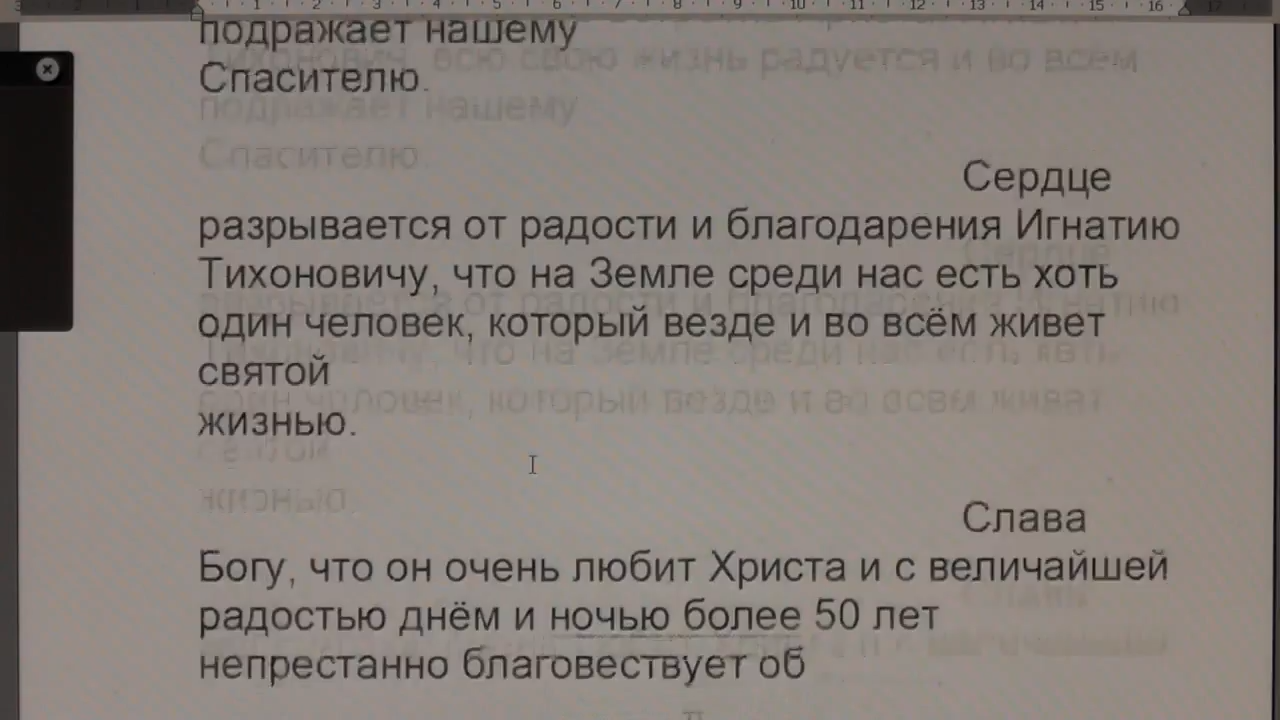 подражает нашему
Спасителю.
Сердце
разрывается от радости и благодарения Игнатию
Тихоновичу, что на Земле среди нас есть хоть
один человек, который везде и во всём живет
святой
жизнью.
Слава
Богу, что он очень любит Христа и с величайшей
радостью днём и ночью более 50 лет
непрестанно благовествует об